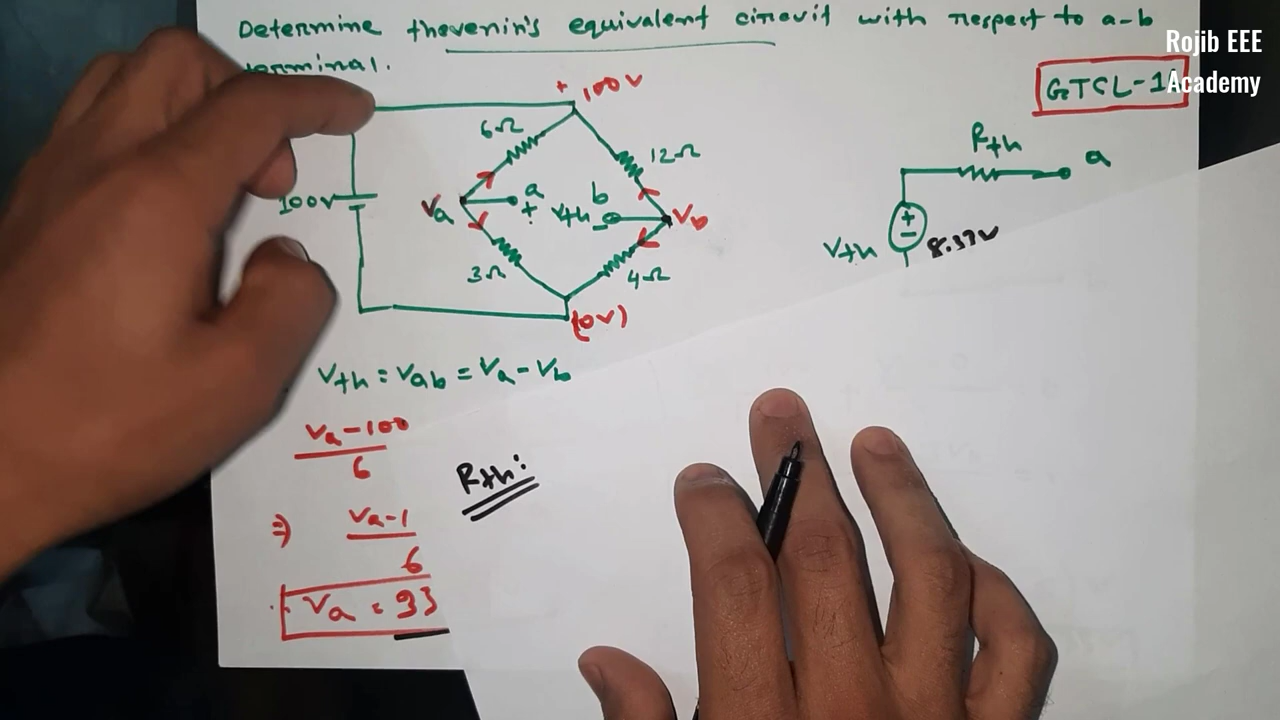 Determine thevenin's equivalent circuit with respect to a-b
terminal.
Rojib EEE
Academy
GTCL-1
+ 100V
6Ω
12Ω
100V
Va
a
+
b
Vth
-
Vb
3Ω
4Ω
(0V)
Rth
a
+
-
Vth
8.33V
Vth = Vab = Va - Vb
Va - 100
6
Rth:
⇒ Va - 1
6
Va = 33